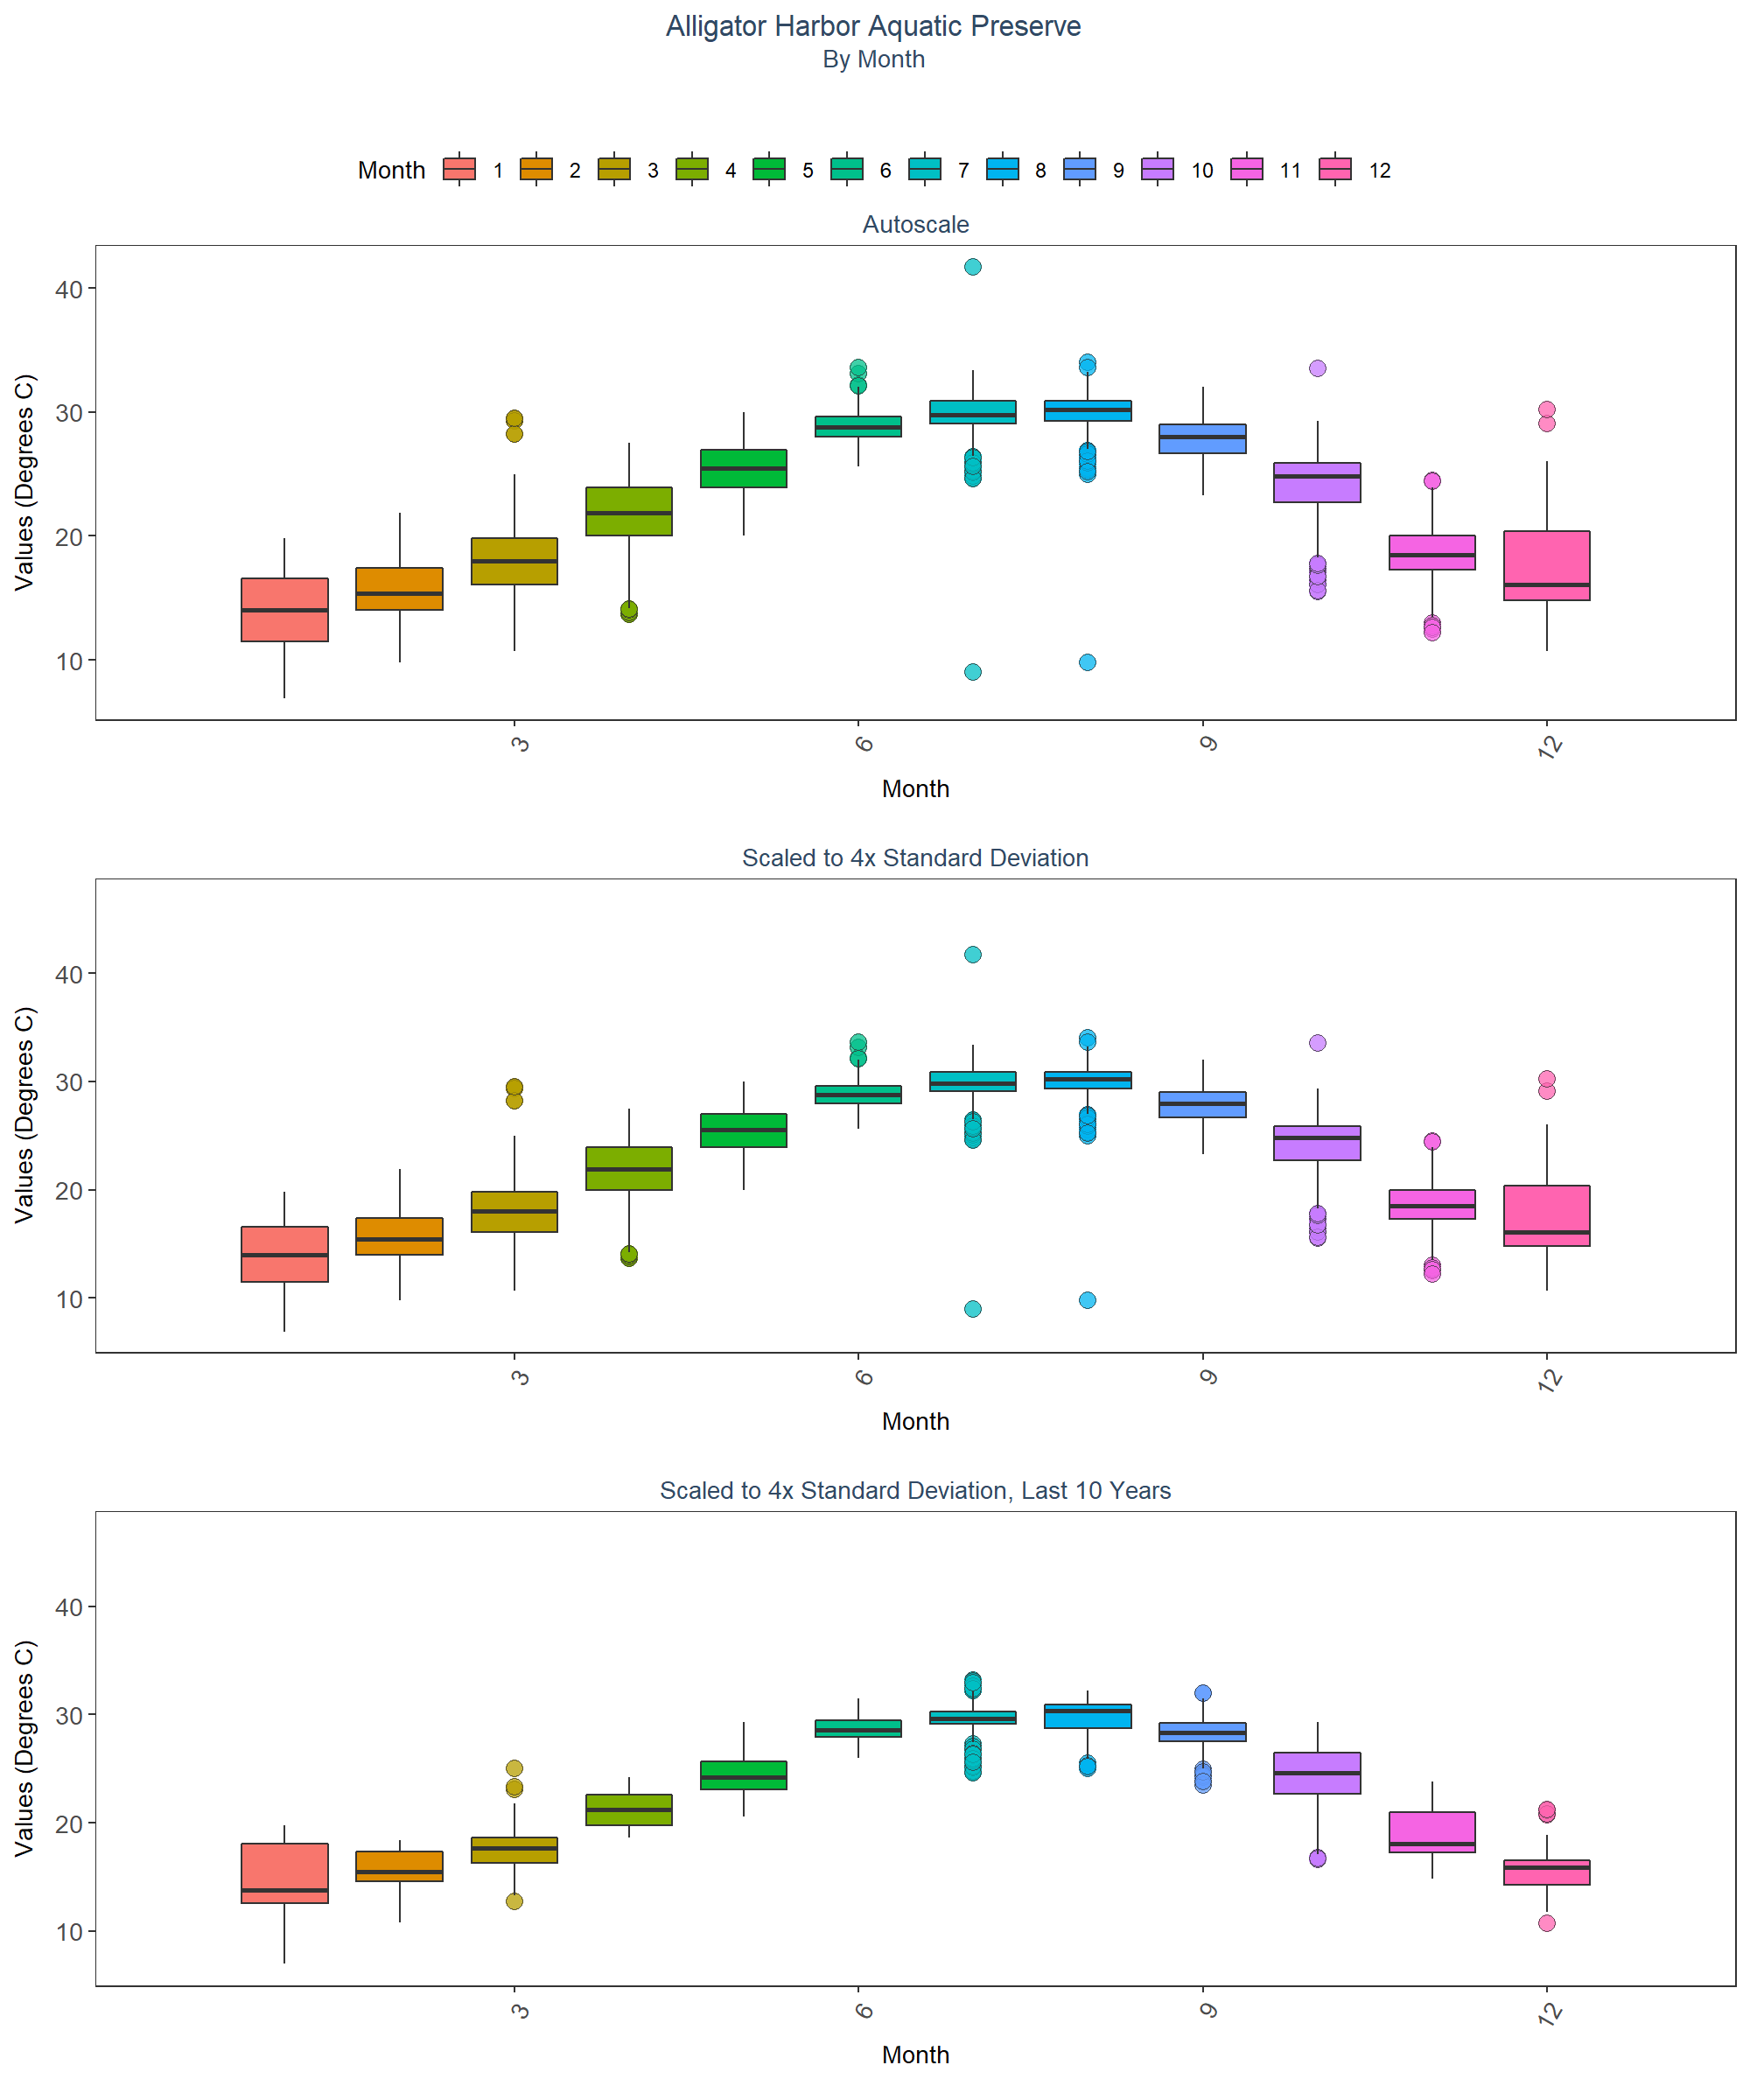 Alligator Harbor Aquatic Preserve
By Month
Month 1 2 3 4 5 6 7 8 9 10 11 12
Autoscale
Values (Degrees C)
40
30
20
10
3 6 9 12
Month
Scaled to 4x Standard Deviation
Values (Degrees C)
40
30
20
10
3 6 9 12
Month
Scaled to 4x Standard Deviation, Last 10 Years
Values (Degrees C)
40
30
20
10
3 6 9 12
Month